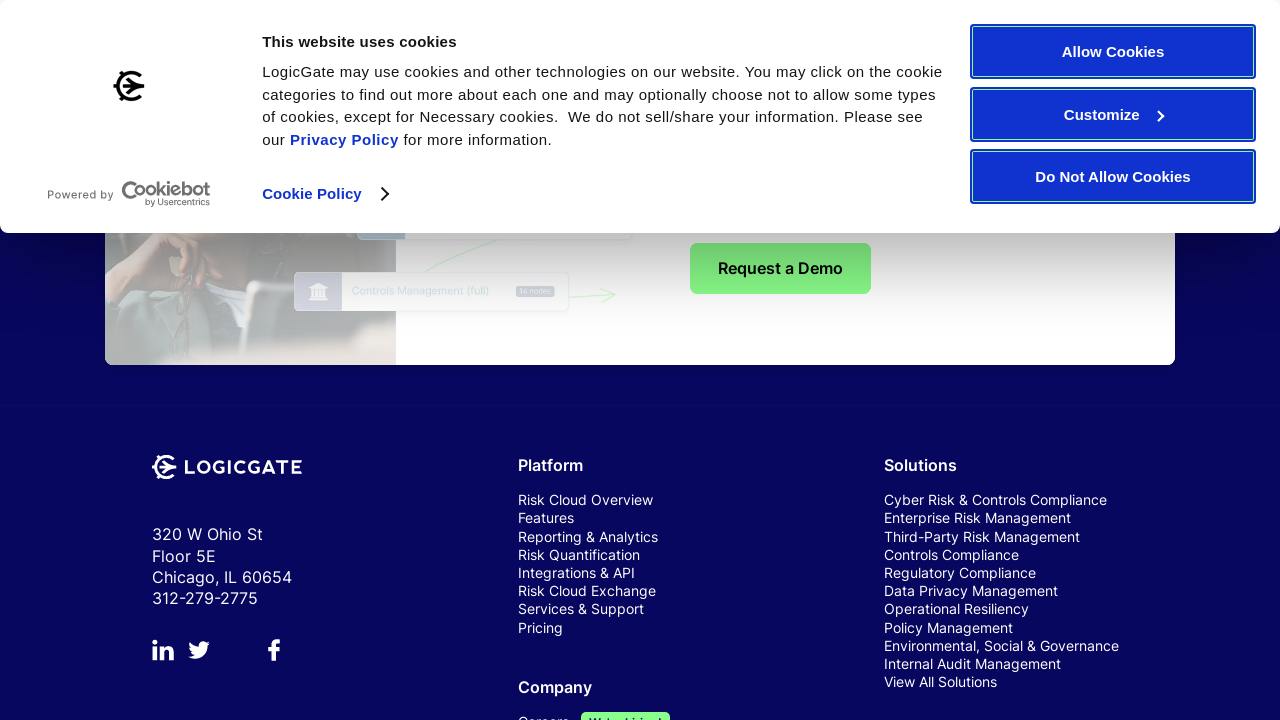 This website uses cookies
LogicGate may use cookies and other technologies on our website. You may click on the cookie
categories to find out more about each one and may optionally choose not to allow some types
of cookies, except for Necessary cookies.  We do not sell/share your information. Please see
our Privacy Policy for more information.
Cookie Policy
Powered by Cookiebot
by Usercentrics
Allow Cookies
Customize
Do Not Allow Cookies
Controls Management (full)
16 nodes
Request a Demo
LOGICGATE
320 W Ohio St
Floor 5E
Chicago, IL 60654
312-279-2775
Platform
Risk Cloud Overview
Features
Reporting & Analytics
Risk Quantification
Integrations & API
Risk Cloud Exchange
Services & Support
Pricing
Company
Careers
Solutions
Cyber Risk & Controls Compliance
Enterprise Risk Management
Third-Party Risk Management
Controls Compliance
Regulatory Compliance
Data Privacy Management
Operational Resiliency
Policy Management
Environmental, Social & Governance
Internal Audit Management
View All Solutions